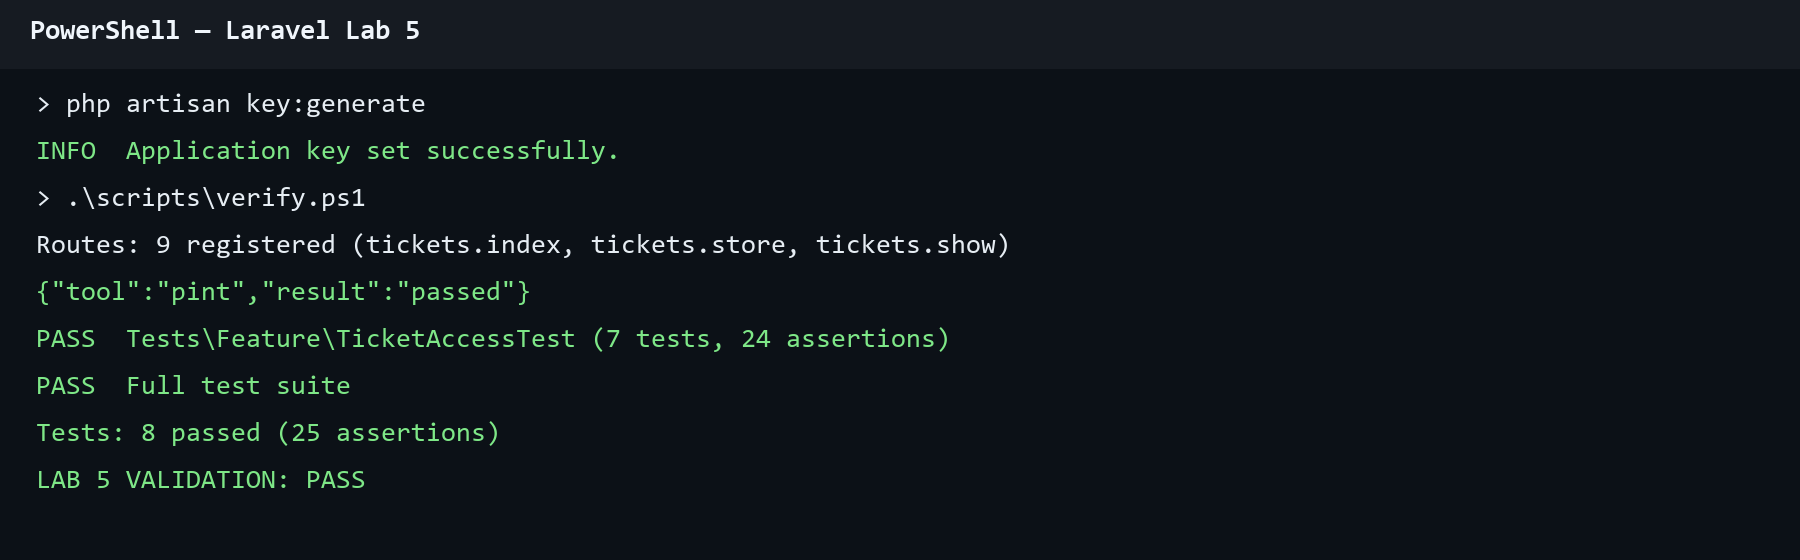 PowerShell — Laravel Lab 5
> php artisan key:generate
INFO  Application key set successfully.
> .\scripts\verify.ps1
Routes: 9 registered (tickets.index, tickets.store, tickets.show)
{"tool":"pint","result":"passed"}
PASS  Tests\Feature\TicketAccessTest (7 tests, 24 assertions)
PASS  Full test suite
Tests: 8 passed (25 assertions)
LAB 5 VALIDATION: PASS